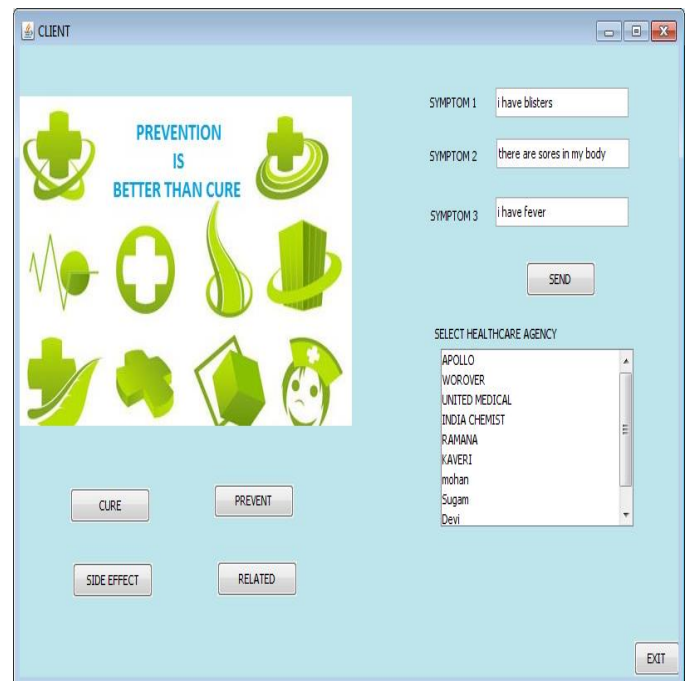 CLIENT
PREVENTION
IS
BETTER THAN CURE
SYMPTOM 1
i have blisters
SYMPTOM 2
there are sores in my body
SYMPTOM 3
i have fever
SEND
SELECT HEALTHCARE AGENCY
APOLLO
WOROVER
UNITED MEDICAL
INDIA CHEMIST
RAMANA
KAVERI
mohan
Sugam
Devi
CURE
PREVENT
SIDE EFFECT
RELATED
EXIT